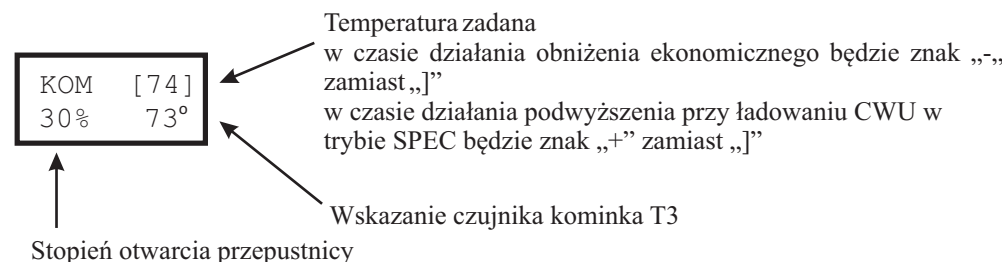 Temperatura zadana
w czasie działania obniżenia ekonomicznego będzie znak „-„
zamiast „]”
w czasie działania podwyższenia przy ładowaniu CWU w
trybie SPEC będzie znak „+” zamiast „]”
KOM [74]
30% 73°
Wskazanie czujnika kominka T3
Stopień otwarcia przepustnicy